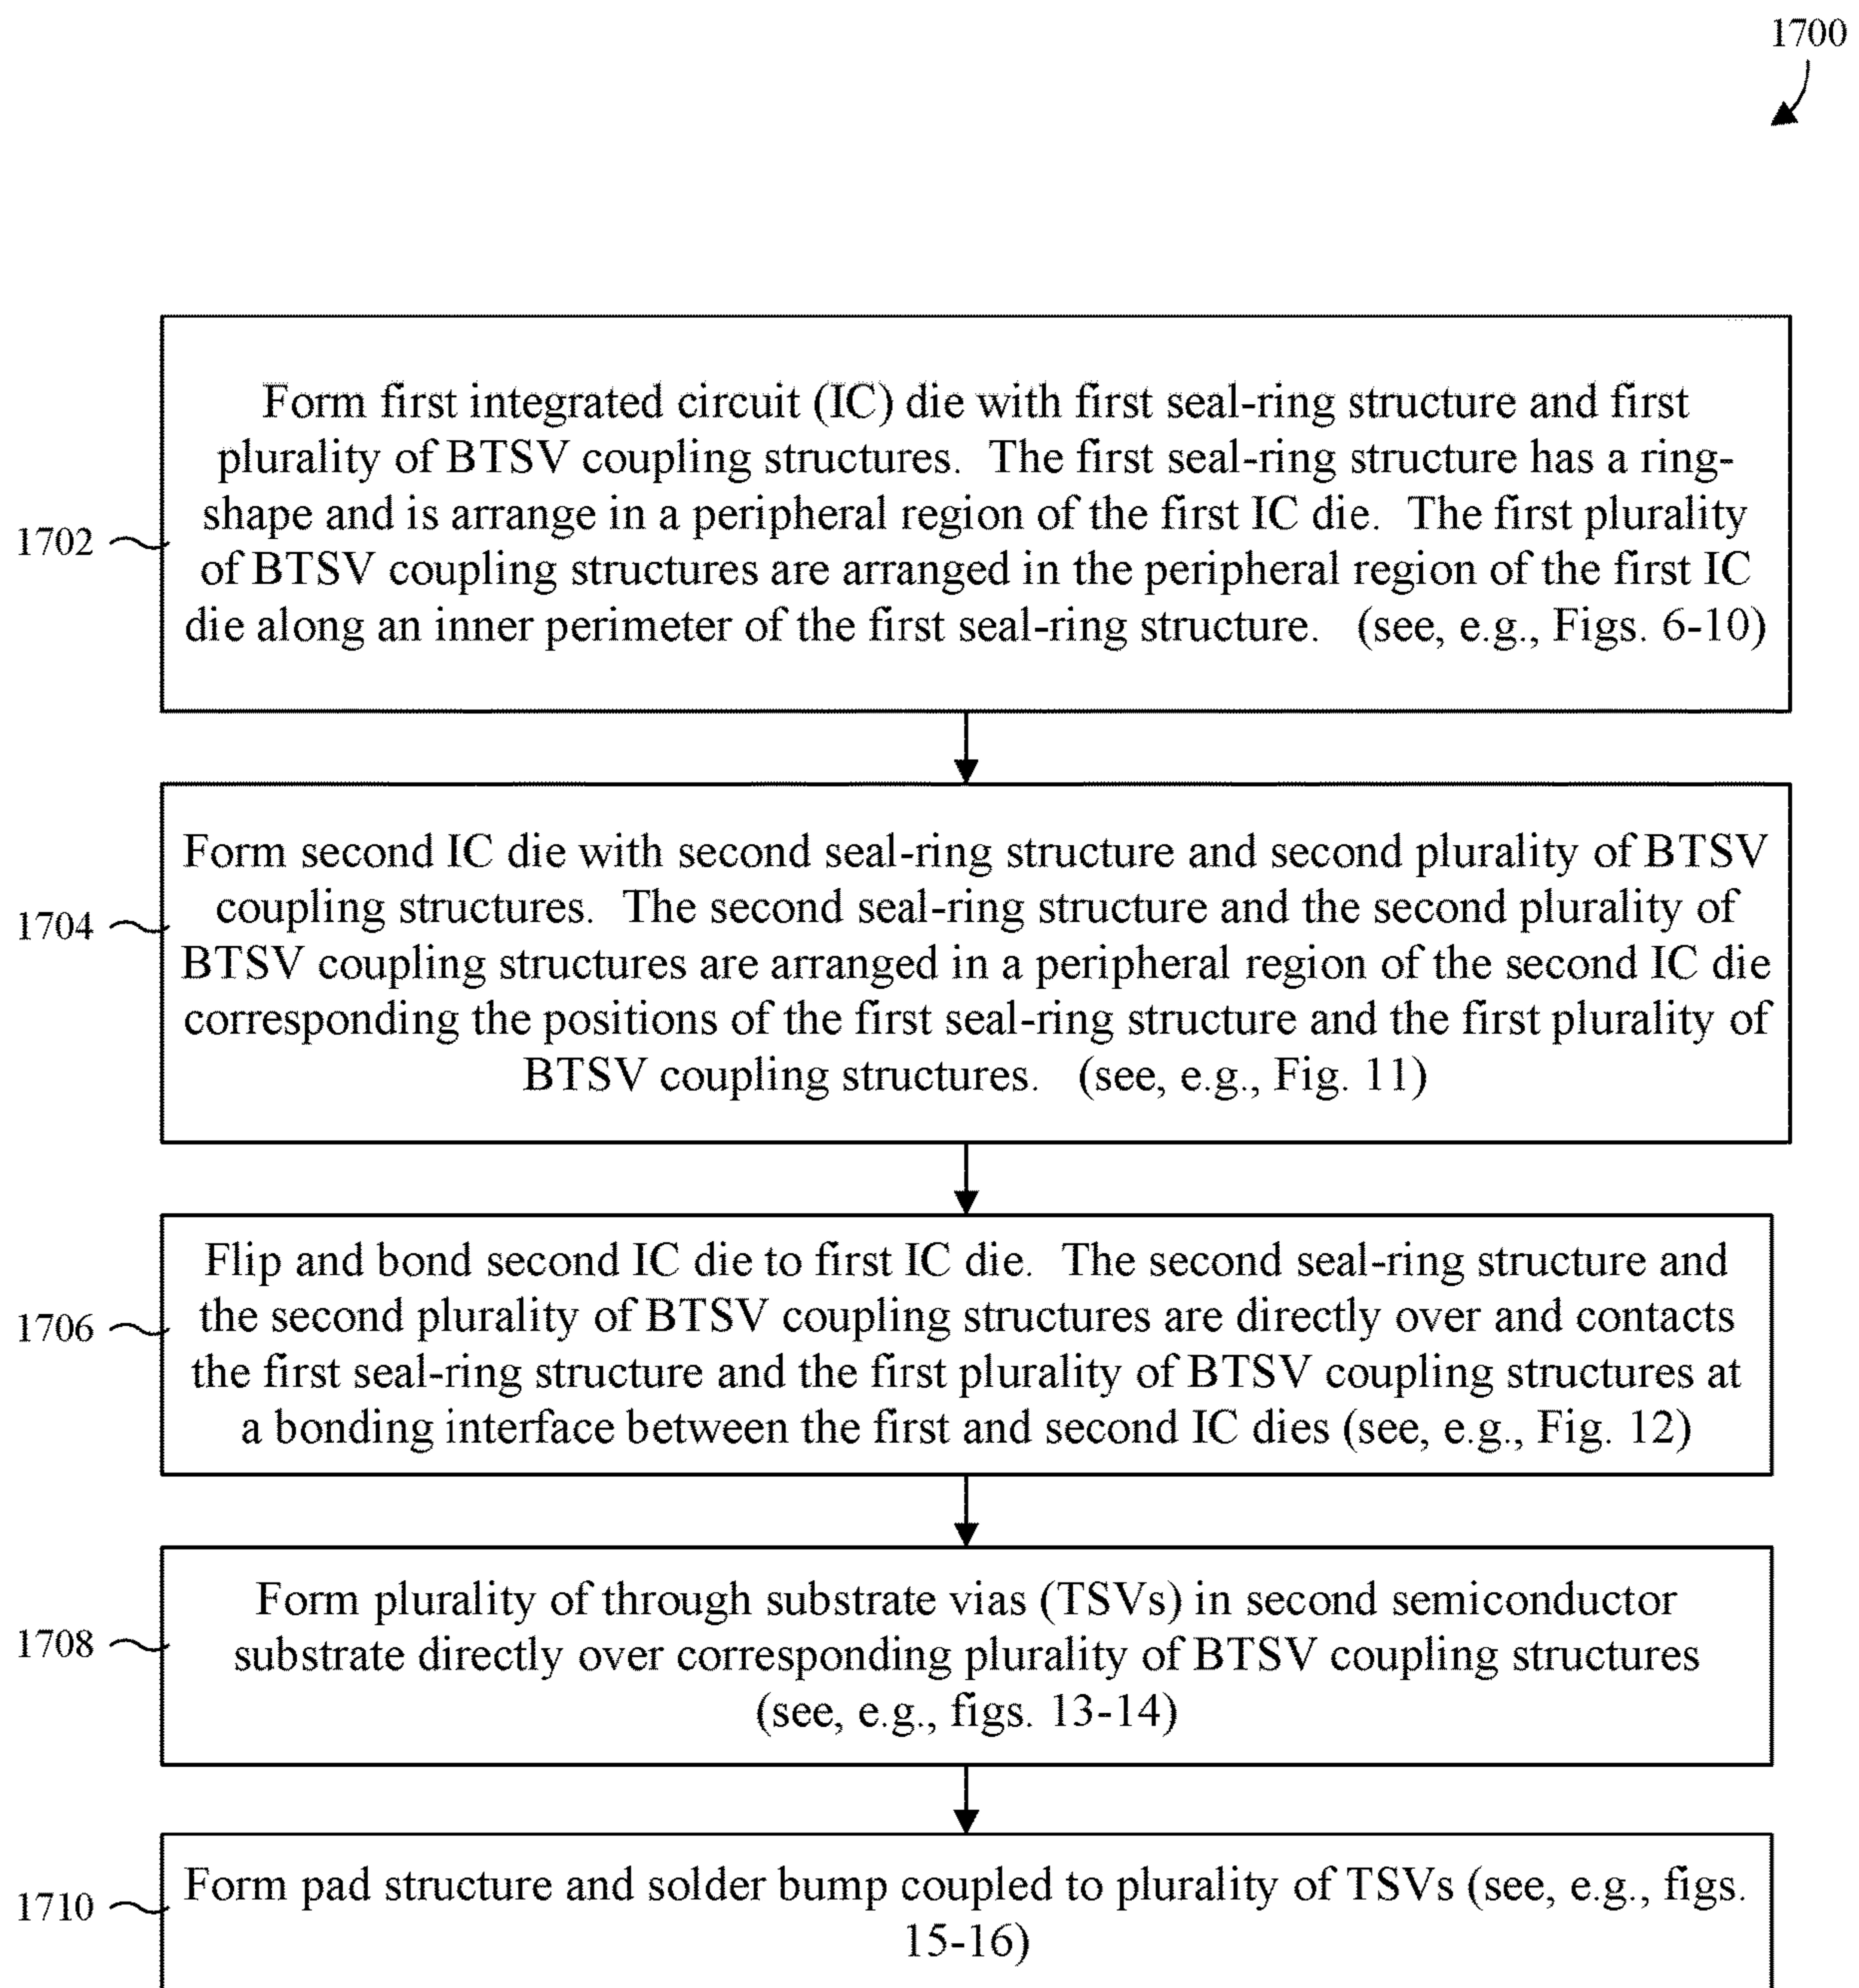 1700
Form first integrated circuit (IC) die with first seal-ring structure and first
plurality of BTSV coupling structures. The first seal-ring structure has a ring-
shape and is arrange in a peripheral region of the first IC die. The first plurality
1702
of BTSV coupling structures are arranged in the peripheral region of the first IC
die along an inner perimeter of the first seal-ring structure. (see, e.g., Figs. 6-10)
Form second IC die with second seal-ring structure and second plurality of BTSV
coupling structures. The second seal-ring structure and the second plurality of
1704
BTSV coupling structures are arranged in a peripheral region of the second IC die
corresponding the positions of the first seal-ring structure and the first plurality of
BTSV coupling structures. (see, e.g., Fig. 11)
Flip and bond second IC die to first IC die. The second seal-ring structure and
the second plurality of BTSV coupling structures are directly over and contacts
1706
the first seal-ring structure and the first plurality of BTSV coupling structures at
a bonding interface between the first and second IC dies (see, e.g., Fig. 12)
Form plurality of through substrate vias (TSVs) in second semiconductor
1708
substrate directly over corresponding plurality of BTSV coupling structures
(see, e.g., figs. 13-14)
Form pad structure and solder bump coupled to plurality of TSVs (see, e.g., figs.
1710
15-16)